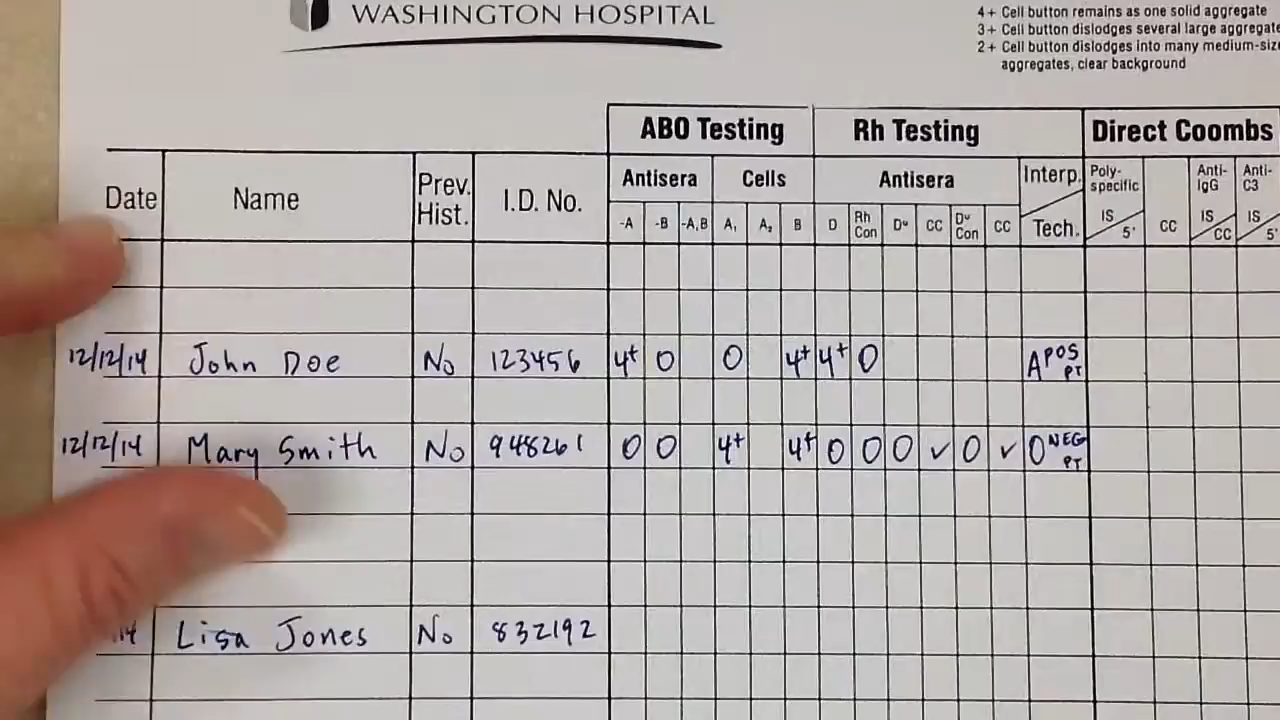 WASHINGTON HOSPITAL
4+ Cell button remains as one solid aggregate
3+ Cell button dislodges several large aggregate
2+ Cell button dislodges into many medium-siz
aggregates, clear background
ABO Testing Rh Testing Direct Coombs
Date Name Prev. Hist. I.D. No. Antisera Cells Antisera Interp. Tech. Poly-specific IS 5' CC Anti-IgG IS CC Anti-C3 IS 5'
-A -B -A,B A₁ A₂ B D Rh Con Dᵘ CC Dᵘ Con CC
12/12/14 John Doe No 123456 4+ 0 0 4+ 4+ 0 A POS PT
12/12/14 Mary Smith No 948261 0 0 4+ 4+ 0 0 0 ✓ 0 ✓ O NEG PT
14 Lisa Jones No 832192